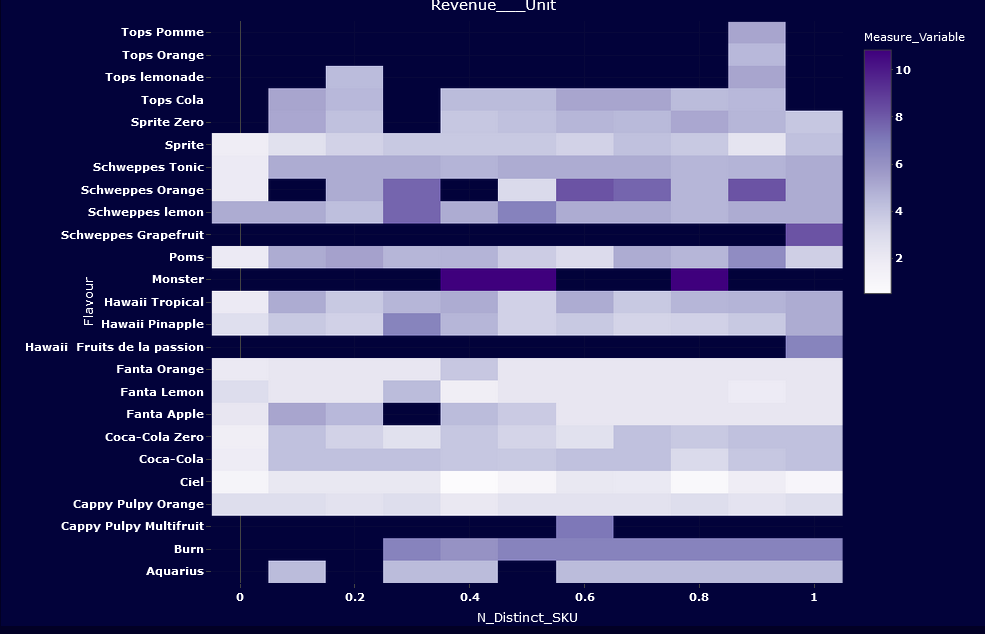 Revenue___Unit
Measure_Variable
10
8
6
4
2
Flavour
Tops Pomme
Tops Orange
Tops lemonade
Tops Cola
Sprite Zero
Sprite
Schweppes Tonic
Schweppes Orange
Schweppes lemon
Schweppes Grapefruit
Poms
Monster
Hawaii Tropical
Hawaii Pinapple
Hawaii  Fruits de la passion
Fanta Orange
Fanta Lemon
Fanta Apple
Coca-Cola Zero
Coca-Cola
Ciel
Cappy Pulpy Orange
Cappy Pulpy Multifruit
Burn
Aquarius
0 0.2 0.4 0.6 0.8 1
N_Distinct_SKU